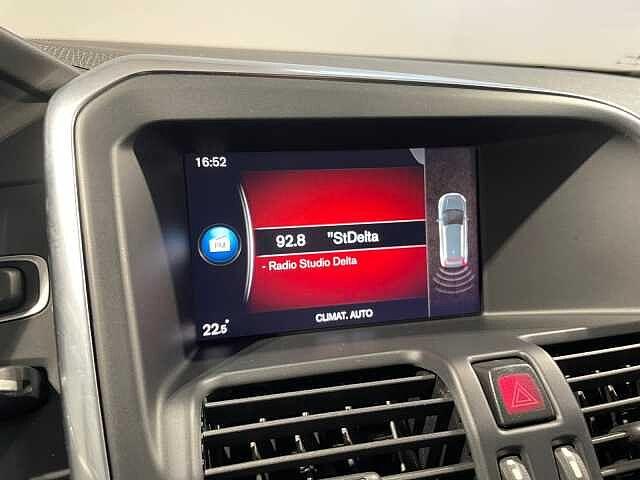 16:52
FM
92.8 "StDelta
- Radio Studio Delta
22.5°
CLIMAT. AUTO